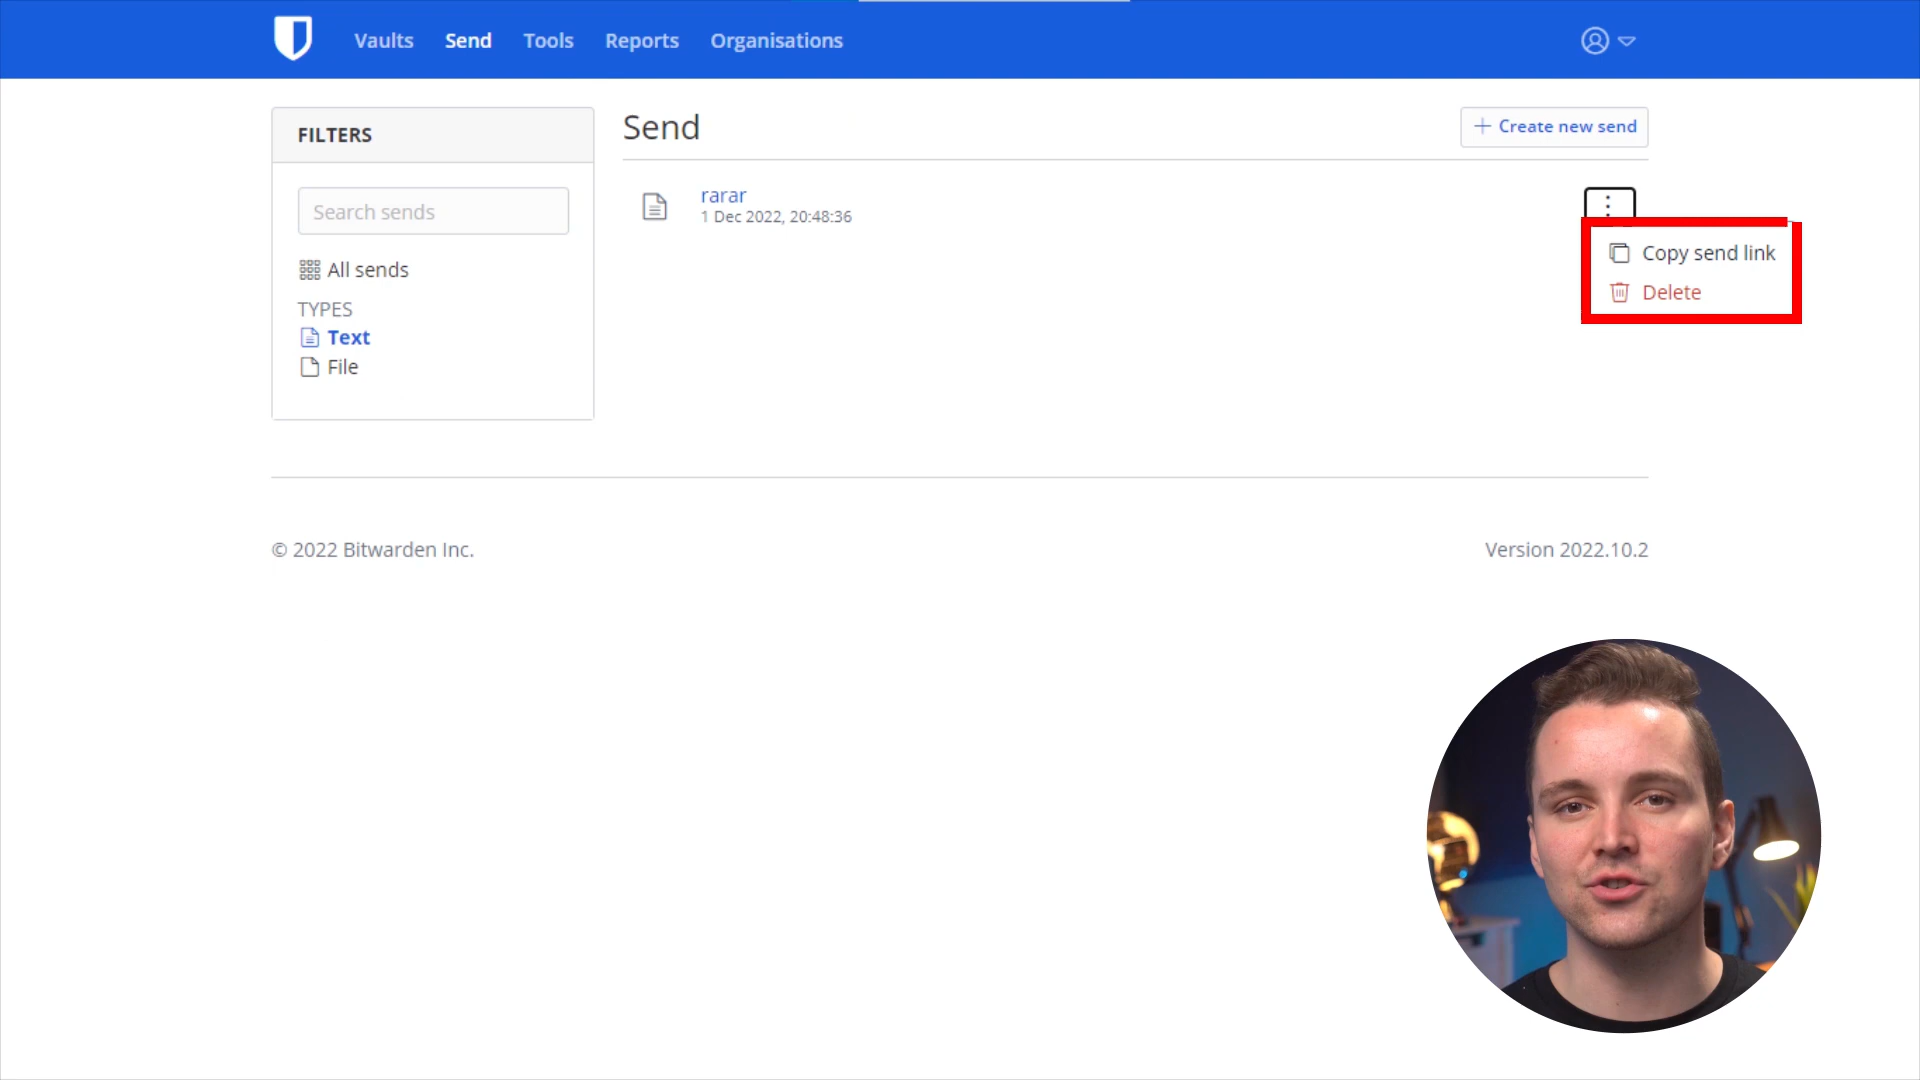 Vaults
Send
Tools
Reports
Organisations
FILTERS
Search sends
All sends
TYPES
Text
File
Send
Create new send
rarar
1 Dec 2022, 20:48:36
Copy send link
Delete
© 2022 Bitwarden Inc.
Version 2022.10.2